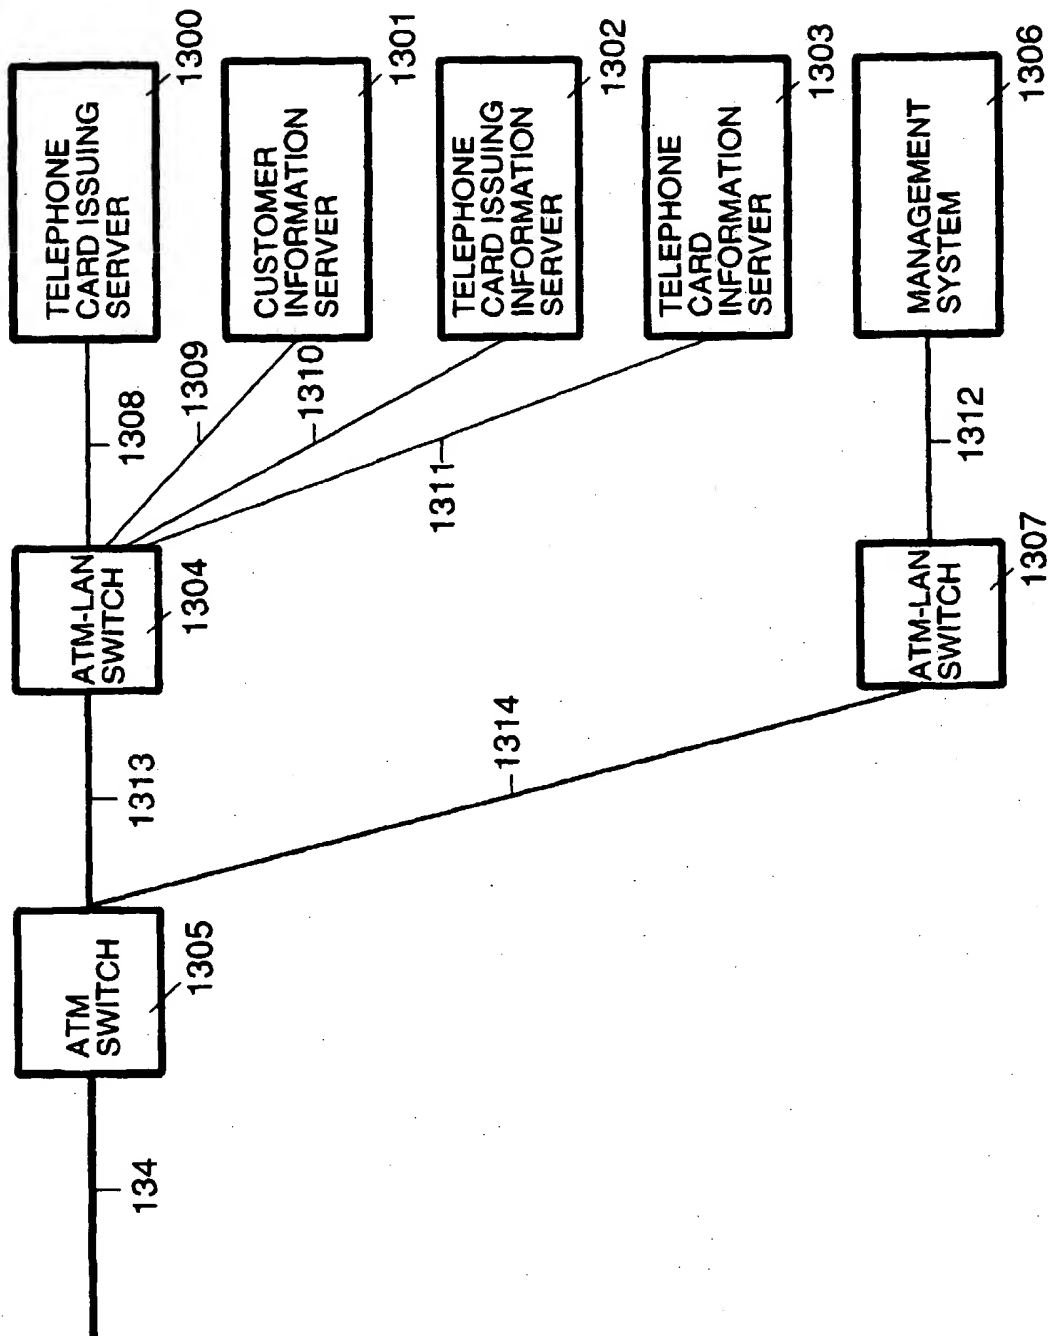 TELEPHONE
CARD ISSUING
SERVER
1300
CUSTOMER
INFORMATION
SERVER
1301
TELEPHONE
CARD ISSUING
INFORMATION
SERVER
1302
TELEPHONE
CARD
INFORMATION
SERVER
1303
MANAGEMENT
SYSTEM
1306
1308
1309
1310
1311
1312
ATM-LAN
SWITCH
1304
ATM-LAN
SWITCH
1307
1313
1314
ATM
SWITCH
1305
134